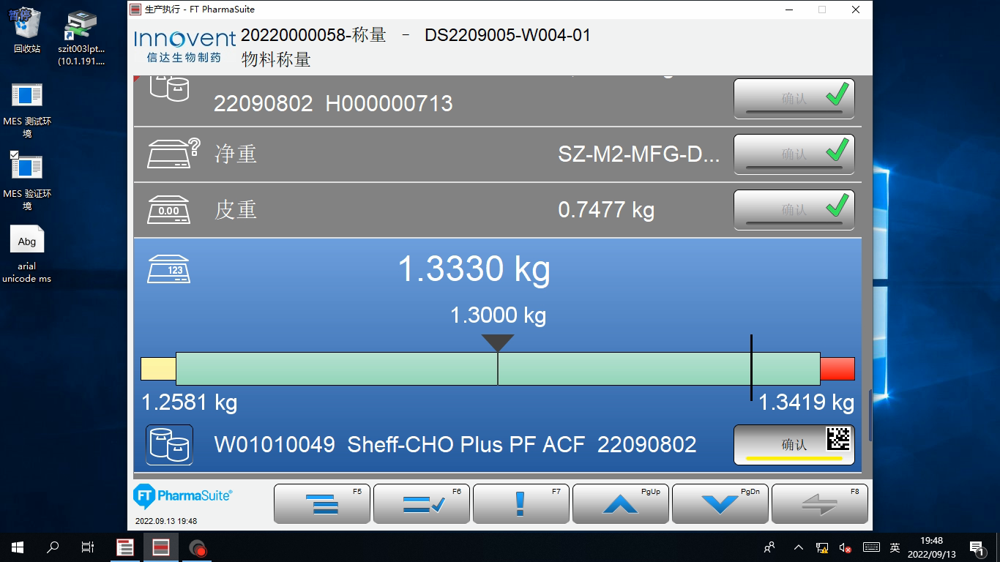 暂停
回收站
szit003lpt...
(10.1.191....
MES 测试环
境
MES 验证环
境
Abg
arial
unicode ms
生产执行 - FT PharmaSuite
Innovent
信达生物制药
20220000058-称量 - DS2209005-W004-01
物料称量
22090802 H000000713
确认
净重
SZ-M2-MFG-D...
确认
0.00
皮重
0.7477 kg
确认
123
1.3330 kg
1.3000 kg
1.2581 kg
1.3419 kg
W01010049 Sheff-CHO Plus PF ACF 22090802
确认
FT PharmaSuite®
2022.09.13 19:48
F5
F6
F7
PgUp
PgDn
F8
英
19:48
2022/09/13
1